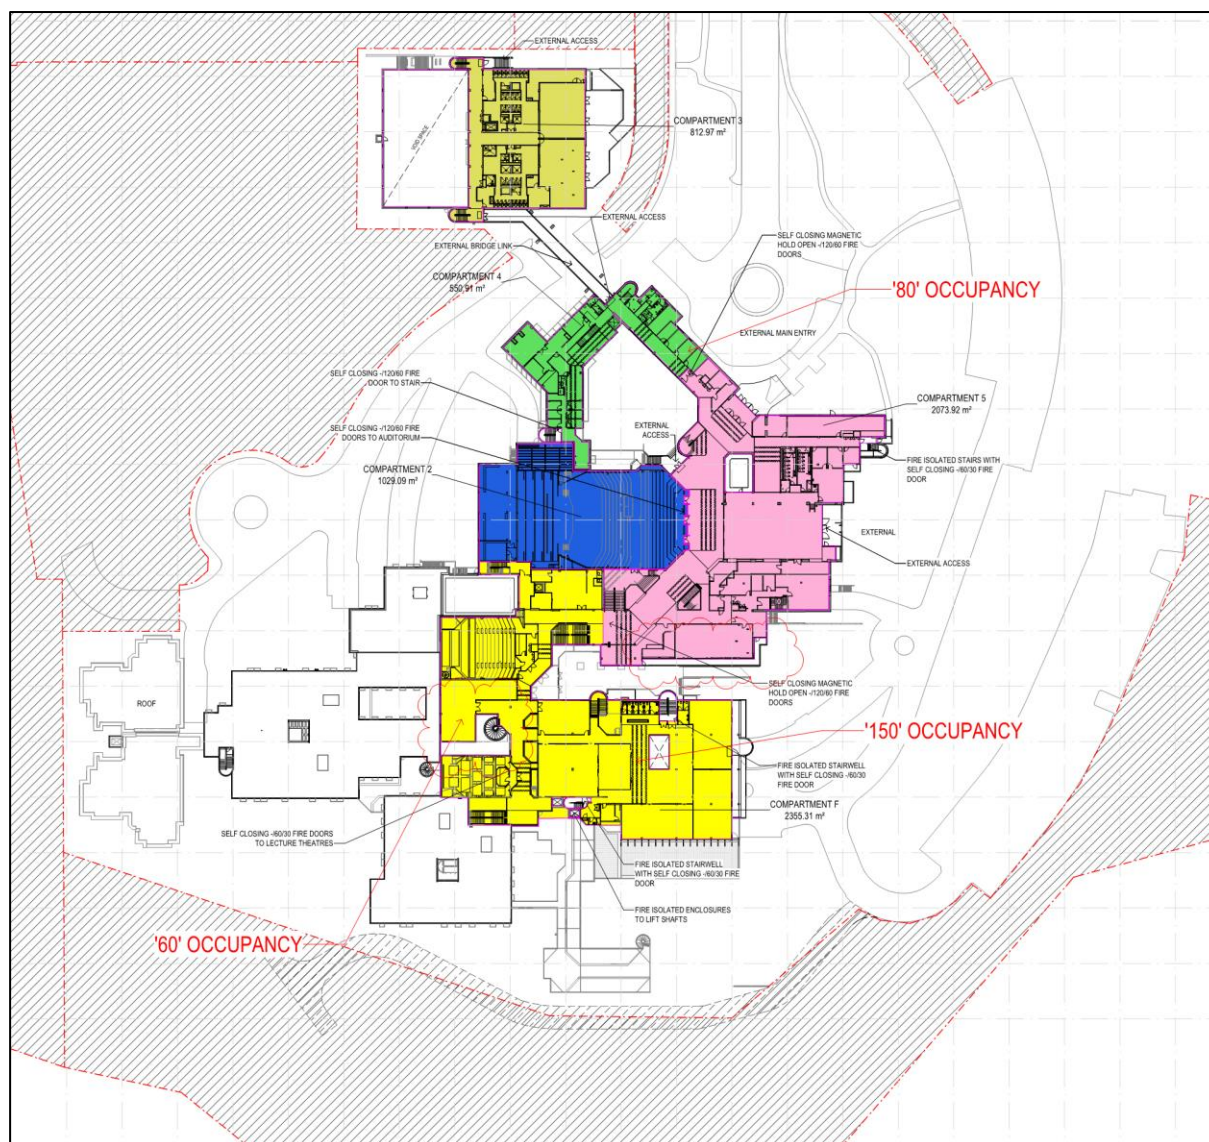 EXTERNAL ACCESS
COMPARTMENT 3
812.97 m²
VOID SPACE
EXTERNAL ACCESS
SELF CLOSING MAGNETIC
HOLD OPEN -/120/60 FIRE
DOORS
EXTERNAL BRIDGE LINK
COMPARTMENT 4
550.91 m²
'80' OCCUPANCY
EXTERNAL MAIN ENTRY
SELF CLOSING -/120/60 FIRE
DOOR TO STAIR
COMPARTMENT 5
2073.92 m²
SELF CLOSING -/120/60 FIRE
DOORS TO AUDITORIUM
EXTERNAL
ACCESS
FIRE ISOLATED STAIRS WITH
SELF CLOSING -/60/30 FIRE
DOOR
COMPARTMENT 2
1029.09 m²
EXTERNAL
EXTERNAL ACCESS
SELF CLOSING MAGNETIC
HOLD OPEN -/120/60 FIRE
DOORS
ROOF
'150' OCCUPANCY
FIRE ISOLATED STAIRWELL
WITH SELF CLOSING -/60/30
FIRE DOOR
COMPARTMENT F
2355.31 m²
SELF CLOSING -/60/30 FIRE DOORS
TO LECTURE THEATRES
FIRE ISOLATED STAIRWELL
WITH SELF CLOSING -/60/30 FIRE
DOOR
FIRE ISOLATED ENCLOSURES
TO LIFT SHAFTS
'60' OCCUPANCY